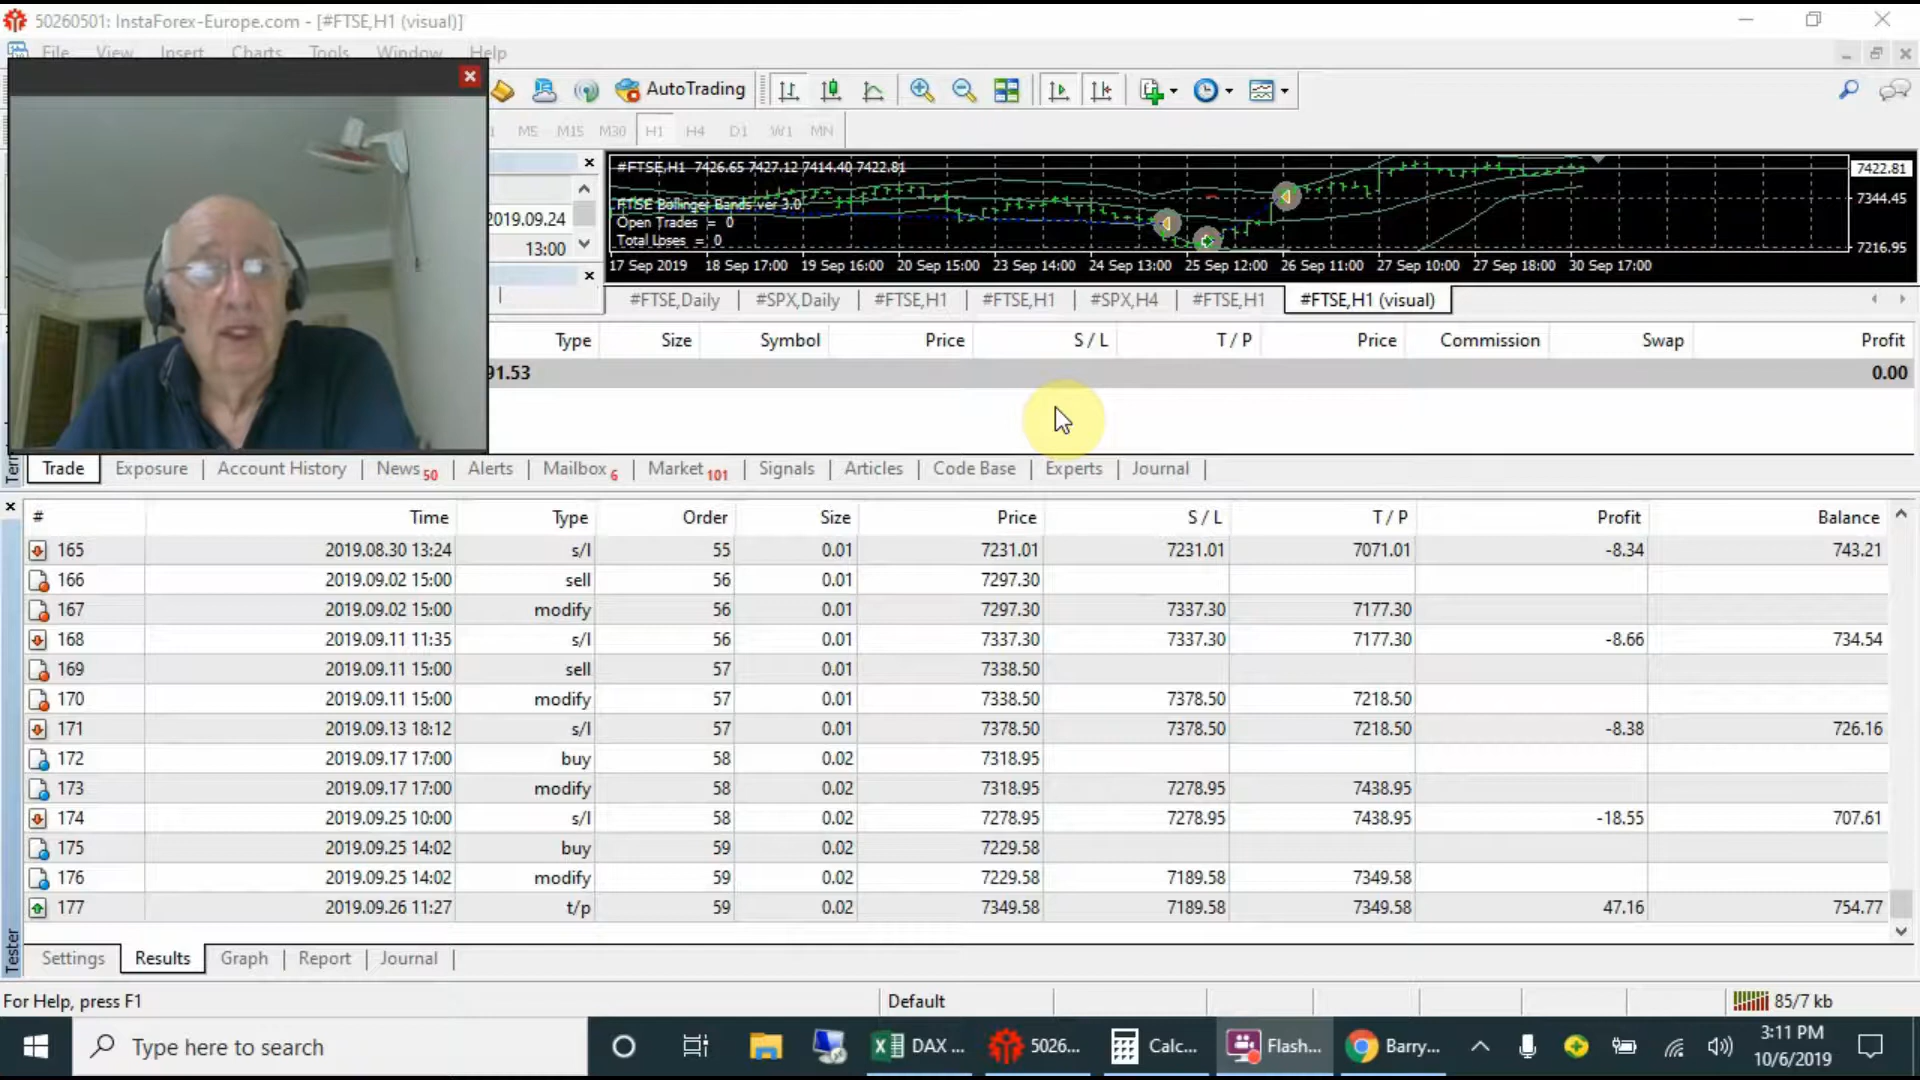 50260501: InstaForex-Europe.com - [#FTSE,H1 (visual)]
File View Insert Charts Tools Window Help
AutoTrading
M5 M15 M30 H1 H4 D1 W1 MN
#FTSE,H1 7426.65 7427.12 7414.40 7422.81
FTSE Bollinger Bands ver 3.0
Open Trades = 0
Total Loses = 0
7422.81
7344.45
7216.95
2019.09.24
13:00
17 Sep 2019 18 Sep 17:00 19 Sep 16:00 20 Sep 15:00 23 Sep 14:00 24 Sep 13:00 25 Sep 12:00 26 Sep 11:00 27 Sep 10:00 27 Sep 18:00 30 Sep 17:00
#FTSE,Daily #SPX,Daily #FTSE,H1 #FTSE,H1 #SPX,H4 #FTSE,H1 #FTSE,H1 (visual)
Type Size Symbol Price S / L T / P Price Commission Swap Profit
91.53 0.00
Trade Exposure Account History News 50 Alerts Mailbox 6 Market 101 Signals Articles Code Base Experts Journal
# Time Type Order Size Price S / L T / P Profit Balance
165 2019.08.30 13:24 s/l 55 0.01 7231.01 7231.01 7071.01 -8.34 743.21
166 2019.09.02 15:00 sell 56 0.01 7297.30
167 2019.09.02 15:00 modify 56 0.01 7297.30 7337.30 7177.30
168 2019.09.11 11:35 s/l 56 0.01 7337.30 7337.30 7177.30 -8.66 734.54
169 2019.09.11 15:00 sell 57 0.01 7338.50
170 2019.09.11 15:00 modify 57 0.01 7338.50 7378.50 7218.50
171 2019.09.13 18:12 s/l 57 0.01 7378.50 7378.50 7218.50 -8.38 726.16
172 2019.09.17 17:00 buy 58 0.02 7318.95
173 2019.09.17 17:00 modify 58 0.02 7318.95 7278.95 7438.95
174 2019.09.25 10:00 s/l 58 0.02 7278.95 7278.95 7438.95 -18.55 707.61
175 2019.09.25 14:02 buy 59 0.02 7229.58
176 2019.09.25 14:02 modify 59 0.02 7229.58 7189.58 7349.58
177 2019.09.26 11:27 t/p 59 0.02 7349.58 7189.58 7349.58 47.16 754.77
Tester
Settings Results Graph Report Journal
For Help, press F1 Default 85/7 kb
Type here to search DAX ... 5026... Calc... Flash... Barry... 3:11 PM
10/6/2019